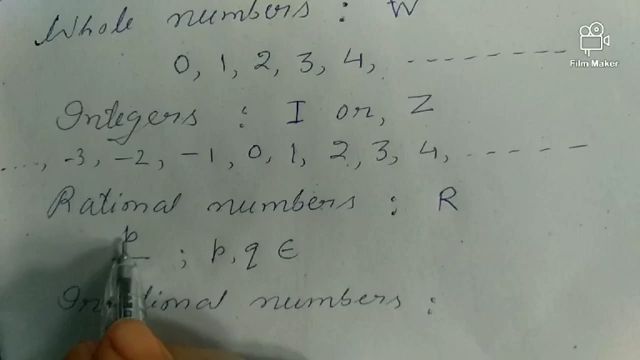 Whole numbers : W
Film Maker
0, 1, 2, 3, 4, ---------
Integers : I or, Z
...., -3, -2, -1, 0, 1, 2, 3, 4, ------
Rational numbers : R
p
— ; p, q ∈
numbers :